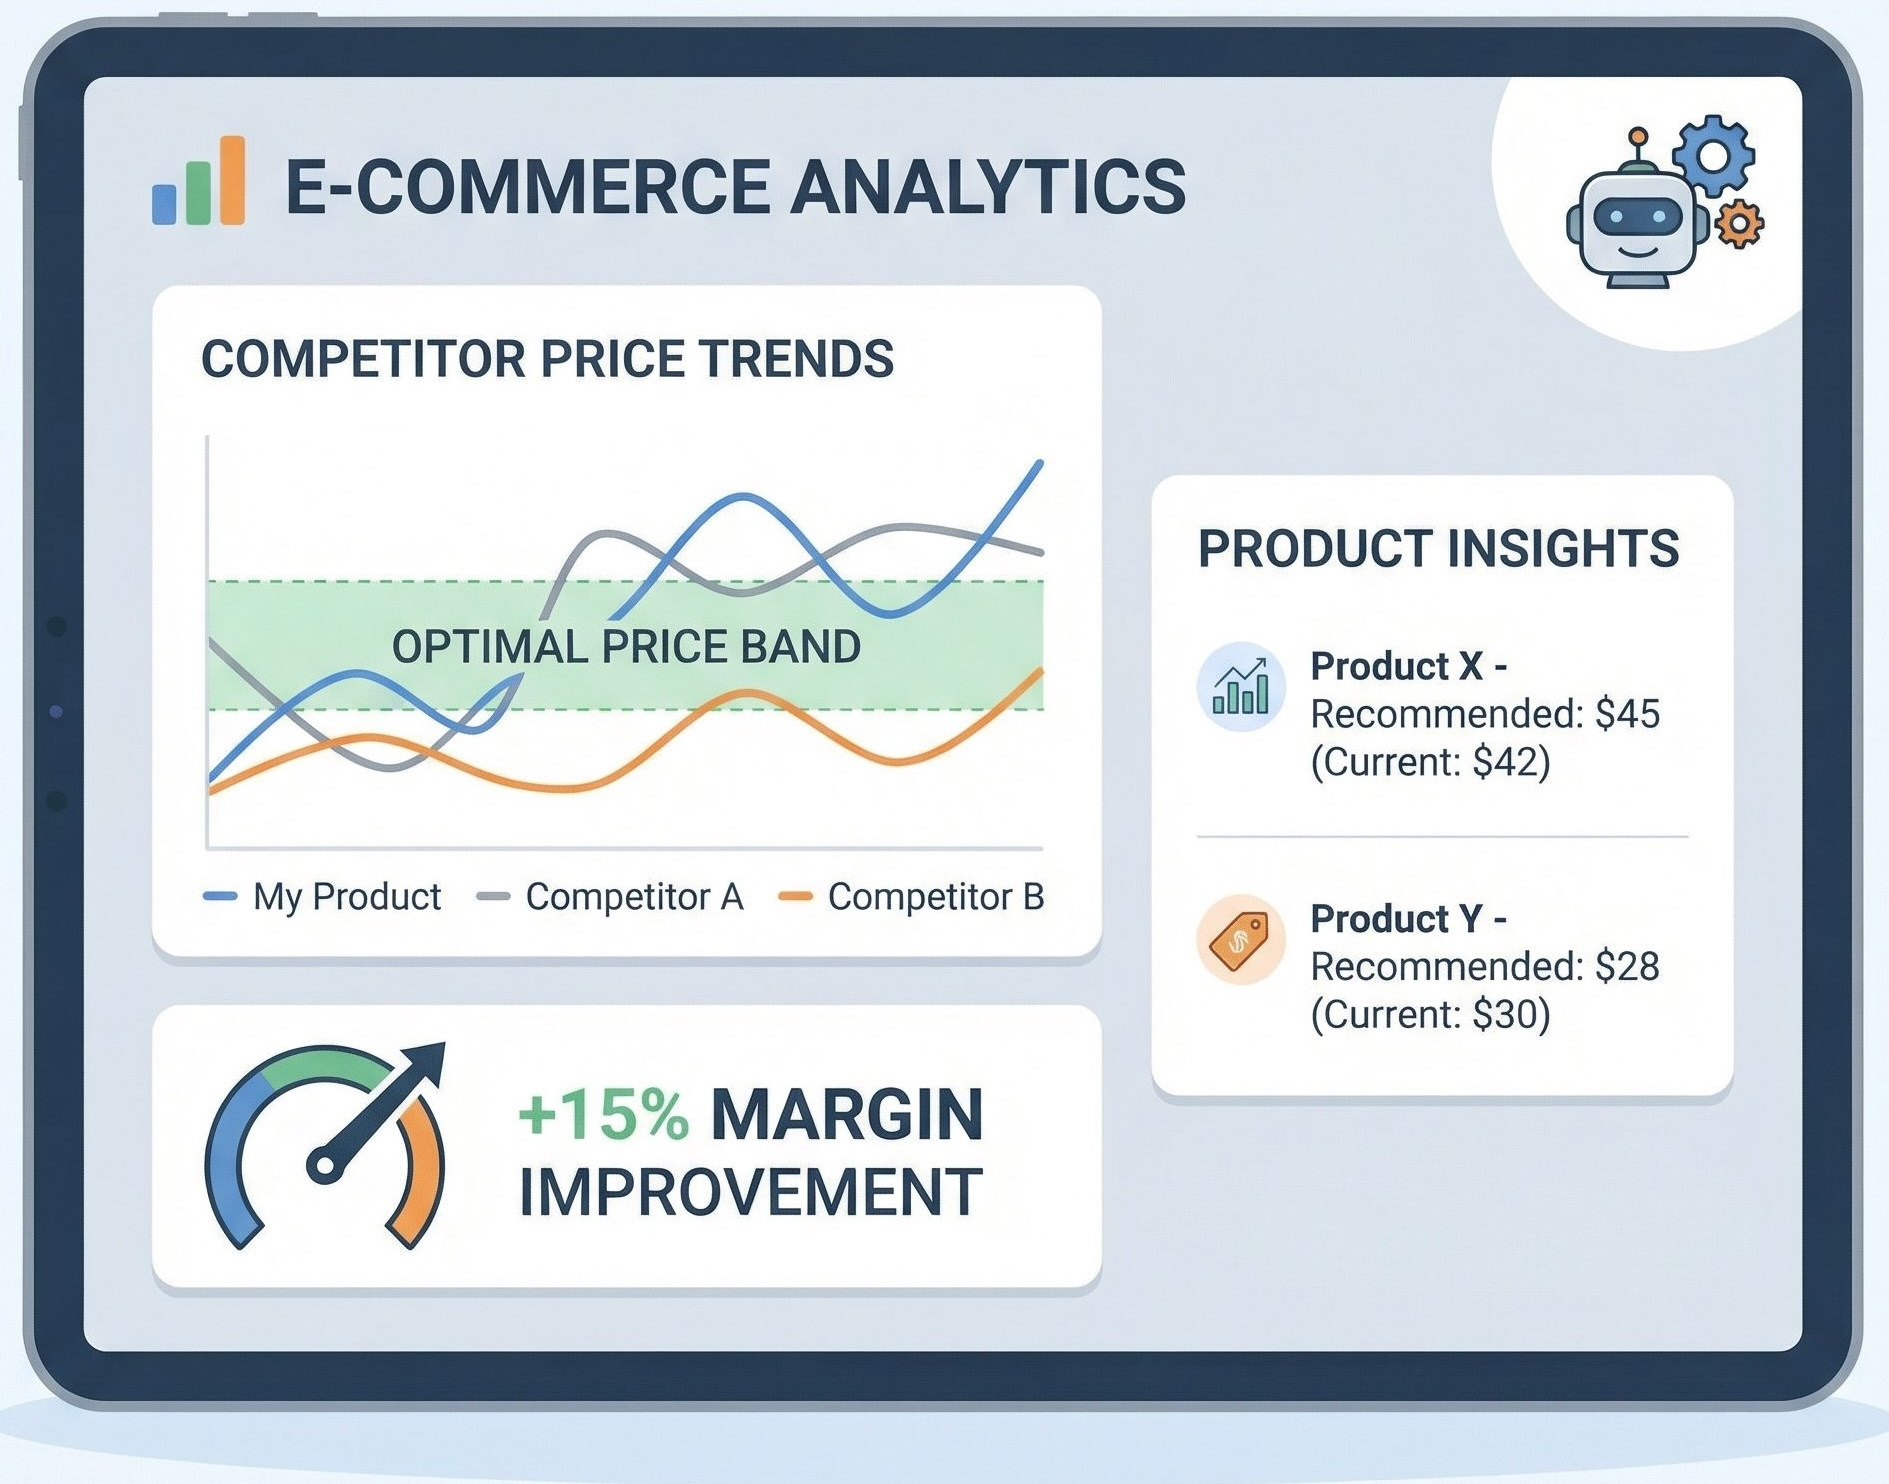 E-COMMERCE ANALYTICS
COMPETITOR PRICE TRENDS
OPTIMAL PRICE BAND
My Product
Competitor A
Competitor B
+15% MARGIN
IMPROVEMENT
PRODUCT INSIGHTS
Product X -
Recommended: $45
(Current: $42)
$
Product Y -
Recommended: $28
(Current: $30)